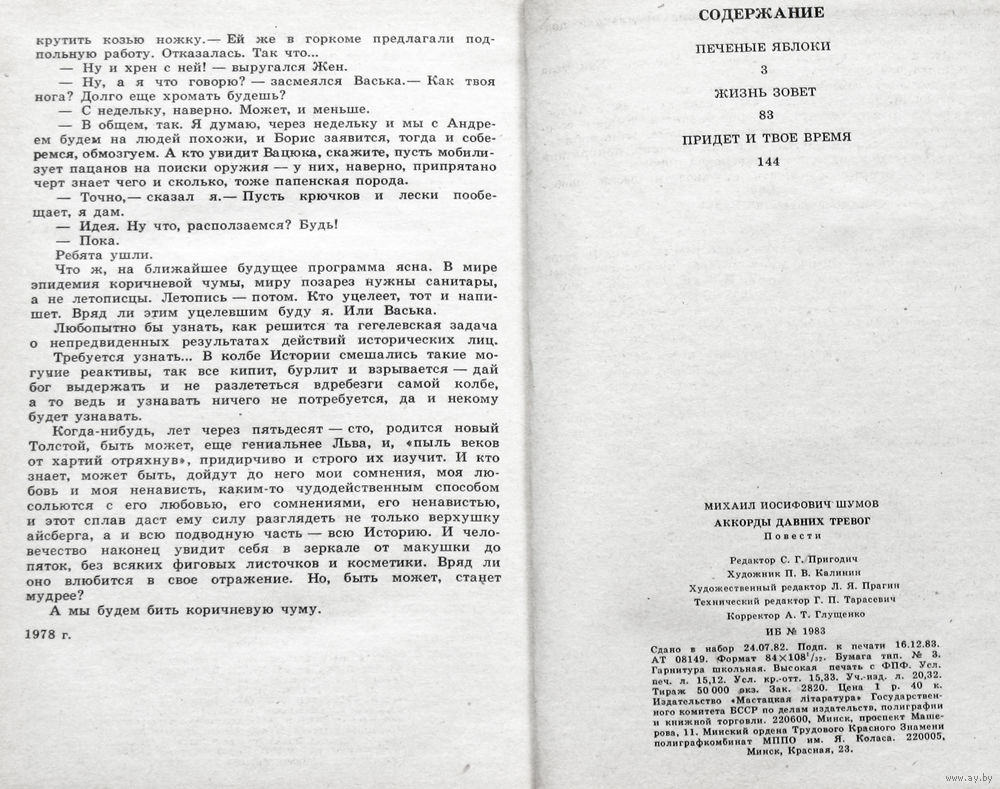 крутить козью ножку.— Ей же в горкоме предлагали под-
польную работу. Отказалась. Так что...
— Ну и хрен с ней! — выругался Жен.
— Ну, а я что говорю? — засмеялся Васька.— Как твоя
нога? Долго еще хромать будешь?
— С недельку, наверно. Может, и меньше.
— В общем, так. Я думаю, через недельку и мы с Андре-
ем будем на людей похожи, и Борис заявится, тогда и собе-
ремся, обмозгуем. А кто увидит Вацюка, скажите, пусть мобили-
зует пацанов на поиски оружия — у них, наверно, припрятано
черт знает чего и сколько, тоже папенская порода.
— Точно,— сказал я.— Пусть крючков и лески пообе-
щает, я дам.
— Идея. Ну что, расползаемся? Будь!
— Пока.
Ребята ушли.
Что ж, на ближайшее будущее программа ясна. В мире
эпидемия коричневой чумы, миру позарез нужны санитары,
а не летописцы. Летопись — потом. Кто уцелеет, тот и напи-
шет. Вряд ли этим уцелевшим буду я. Или Васька.
Любопытно бы узнать, как решится та гегелевская задача
о непредвиденных результатах действий исторических лиц.
Требуется узнать... В колбе Истории смешались такие мо-
гучие реактивы, так все кипит, бурлит и взрывается — дай
бог выдержать и не разлететься вдребезги самой колбе,
а то ведь и узнавать ничего не потребуется, да и некому
будет узнавать.
Когда-нибудь, лет через пятьдесят — сто, родится новый
Толстой, быть может, еще гениальнее Льва, и, «пыль веков
от хартий отряхнув», придирчиво и строго их изучит. И кто
знает, может быть, дойдут до него мои сомнения, моя лю-
бовь и моя ненависть, каким-то чудодейственным способом
сольются с его любовью, его сомнениями, его ненавистью,
и этот сплав даст ему силу разглядеть не только верхушку
айсберга, а и всю подводную часть — всю Историю. И чело-
вечество наконец увидит себя в зеркале от макушки до
пяток, без всяких фиговых листочков и косметики. Вряд ли
оно влюбится в свое отражение. Но, быть может, станет
мудрее?
А мы будем бить коричневую чуму.
1978 г.
СОДЕРЖАНИЕ
ПЕЧЕНЫЕ ЯБЛОКИ
3
ЖИЗНЬ ЗОВЕТ
83
ПРИДЕТ И ТВОЕ ВРЕМЯ
144
МИХАИЛ ИОСИФОВИЧ ШУМОВ
АККОРДЫ ДАВНИХ ТРЕВОГ
Повести
Редактор С. Г. Пригодич
Художник П. В. Калинин
Художественный редактор Л. Я. Прагин
Технический редактор Г. П. Тарасевич
Корректор А. Т. Глущенко
ИБ № 1983
Сдано в набор 24.07.82. Подп. к печати 16.12.83.
АТ 08149. Формат 84×108¹/₃₂. Бумага тип. № 3.
Гарнитура школьная. Высокая печать с ФПФ. Усл.
печ. л. 15,12. Усл. кр.-отт. 15,33. Уч.-изд. л. 20,32.
Тираж 50 000 экз. Зак. 2820. Цена 1 р. 40 к.
Издательство «Мастацкая літаратура» Государствен-
ного комитета БССР по делам издательств, полиграфии
и книжной торговли. 220600, Минск, проспект Маше-
рова, 11. Минский ордена Трудового Красного Знамени
полиграфкомбинат МППО им. Я. Коласа. 220005,
Минск, Красная, 23.
www.ay.by